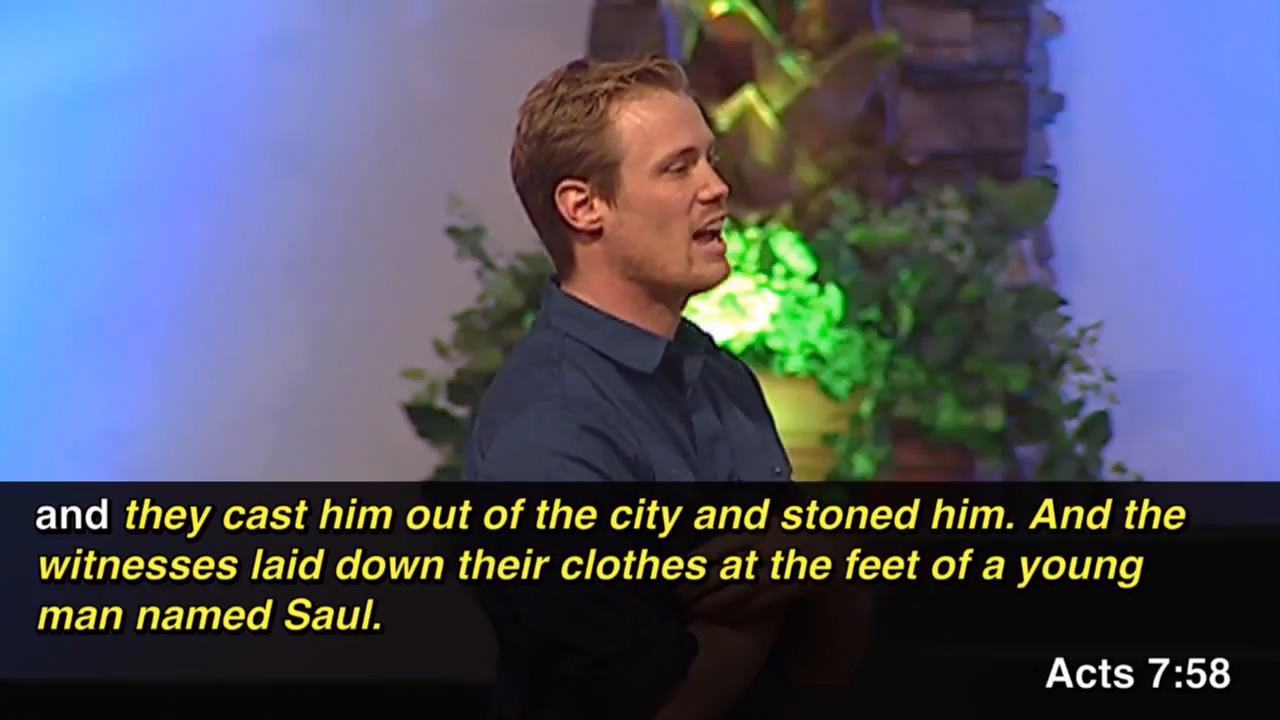 and they cast him out of the city and stoned him. And the
witnesses laid down their clothes at the feet of a young
man named Saul.
Acts 7:58